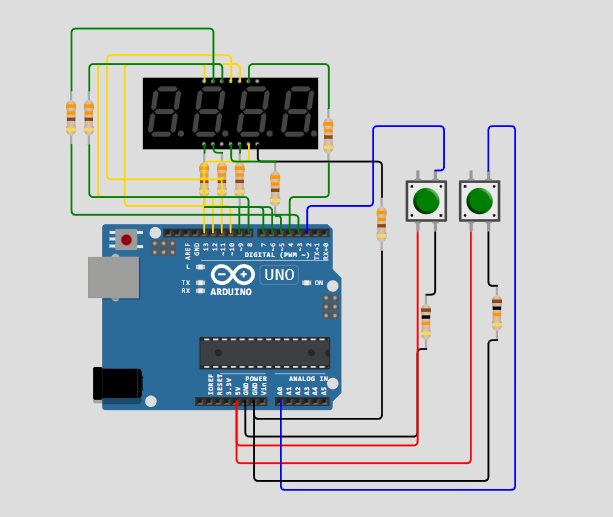 AREF
GND
13
12
~11
~10
~9
8
7
~6
~5
4
~3
2
TX→1
RX←0
DIGITAL (PWM ~)
L
TX
RX
UNO
ON
ARDUINO
POWER
ANALOG IN
IOREF
RESET
3.3V
5V
GND
GND
Vin
A0
A1
A2
A3
A4
A5